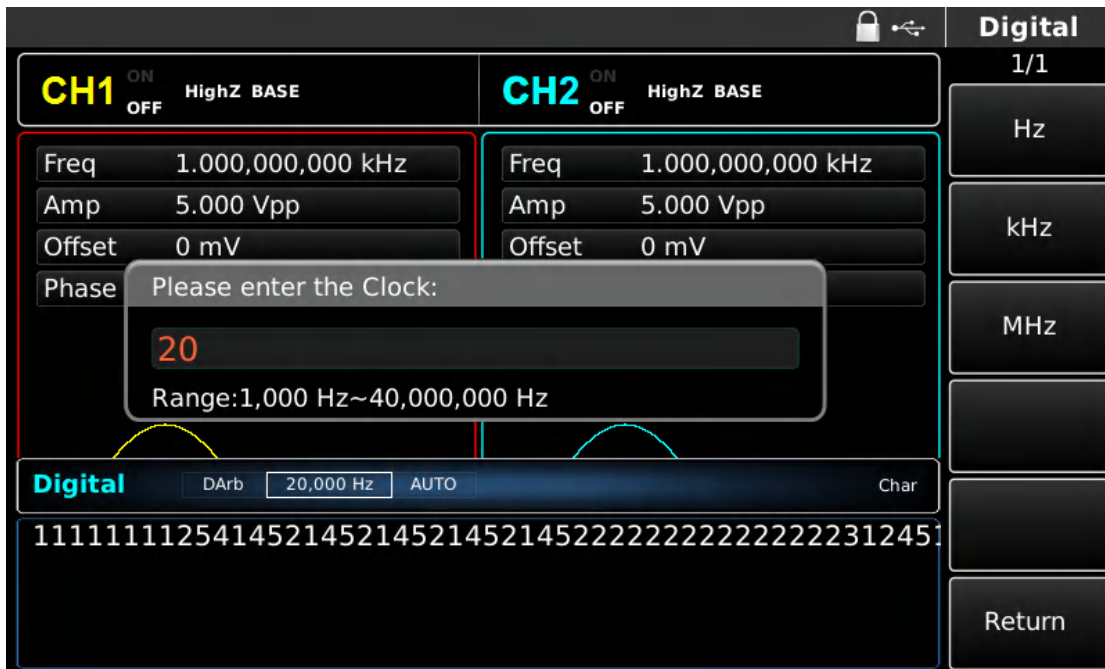 Digital
1/1
CH1 ON OFF HighZ BASE
CH2 ON OFF HighZ BASE
Hz
Freq 1.000,000,000 kHz
Freq 1.000,000,000 kHz
Amp 5.000 Vpp
Amp 5.000 Vpp
kHz
Offset 0 mV
Offset 0 mV
Phase
Please enter the Clock:
MHz
20
Range:1,000 Hz~40,000,000 Hz
Digital DArb 20,000 Hz AUTO Char
Return